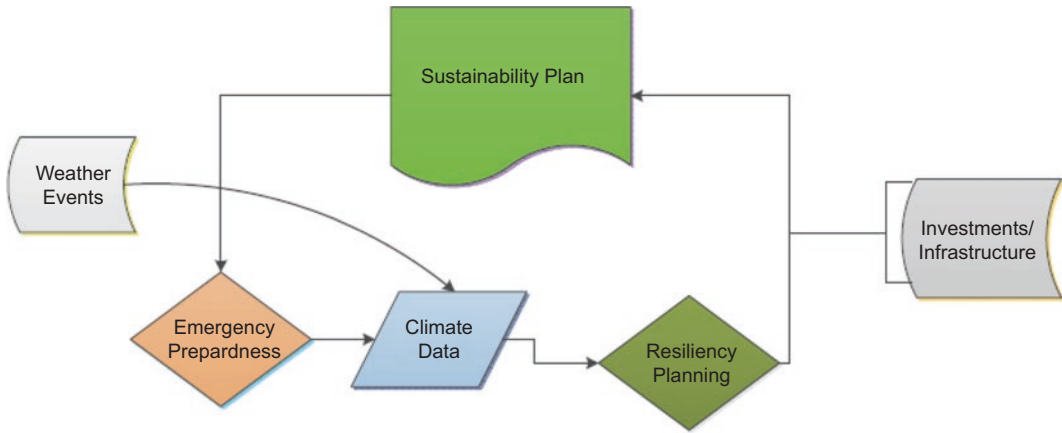 Sustainability Plan
Weather
Events
Investments/
Infrastructure
Emergency
Prepardness
Climate
Data
Resiliency
Planning